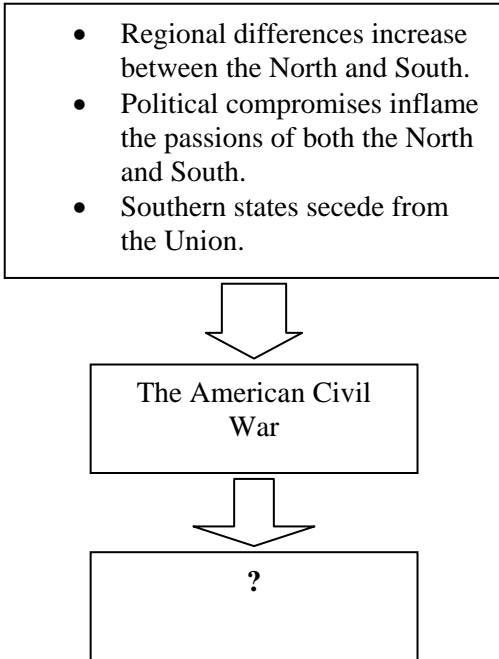 • Regional differences increase
between the North and South.
• Political compromises inflame
the passions of both the North
and South.
• Southern states secede from
the Union.
The American Civil
War
?